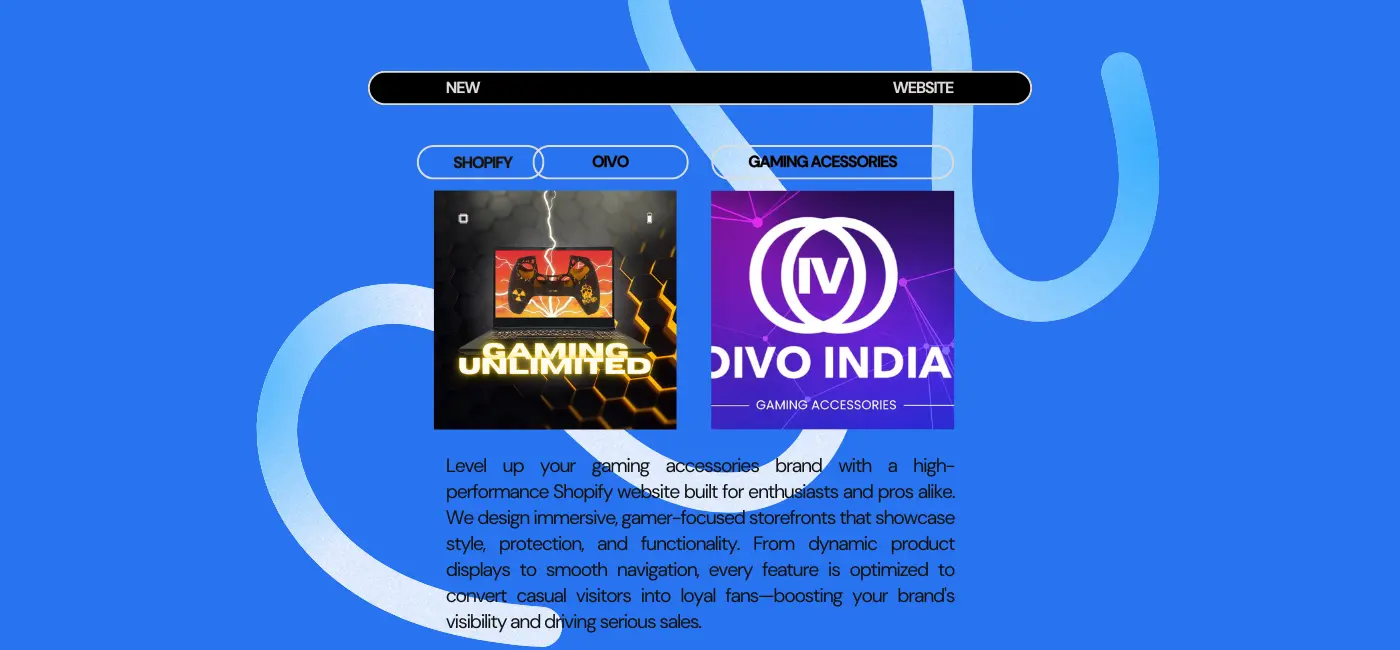 NEW WEBSITE
SHOPIFY OIVO GAMING ACESSORIES
GAMING
UNLIMITED
IV
OIVO INDIA
GAMING ACCESSORIES
Level up your gaming accessories brand with a high-
performance Shopify website built for enthusiasts and pros alike.
We design immersive, gamer-focused storefronts that showcase
style, protection, and functionality. From dynamic product
displays to smooth navigation, every feature is optimized to
convert casual visitors into loyal fans—boosting your brand's
visibility and driving serious sales.